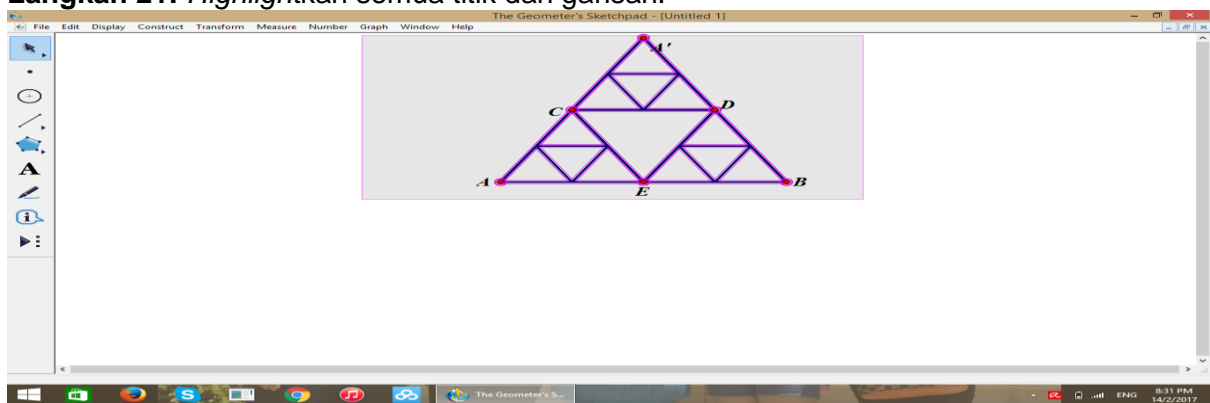 Langkah 21: Highlightkan semua titik dan garisan.
The Geometer's Sketchpad - [Untitled 1]
File Edit Display Construct Transform Measure Number Graph Window Help
A'
C D
A E B
A
The Geometer's S...
ENG
8:31 PM
14/2/2017